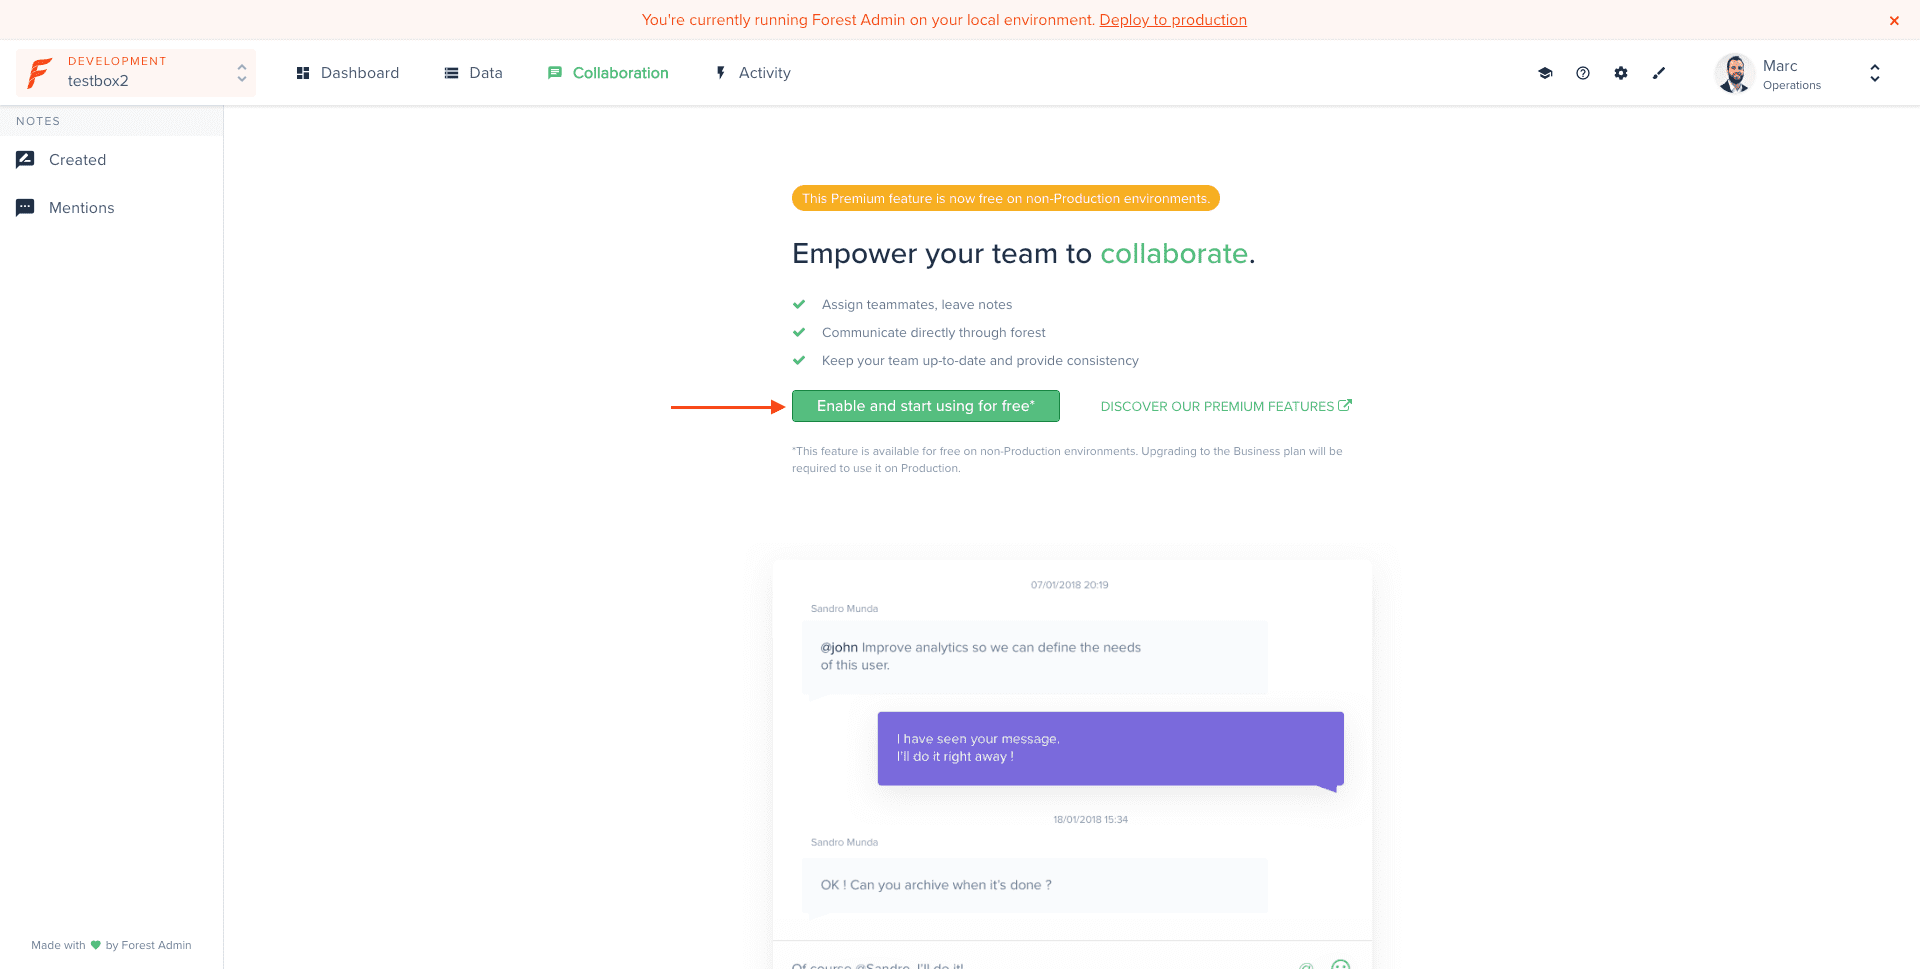 You're currently running Forest Admin on your local environment. Deploy to production
DEVELOPMENT
testbox2
Dashboard
Data
Collaboration
Activity
Marc
Operations
NOTES
Created
Mentions
This Premium feature is now free on non-Production environments.
Empower your team to collaborate.
Assign teammates, leave notes
Communicate directly through forest
Keep your team up-to-date and provide consistency
Enable and start using for free*
DISCOVER OUR PREMIUM FEATURES
*This feature is available for free on non-Production environments. Upgrading to the Business plan will be
required to use it on Production.
07/01/2018 20:19
Sandro Munda
@john Improve analytics so we can define the needs
of this user.
I have seen your message.
I'll do it right away !
18/01/2018 15:34
Sandro Munda
OK ! Can you archive when it's done ?
Of course @Sandro, I'll do it!
@
Made with by Forest Admin